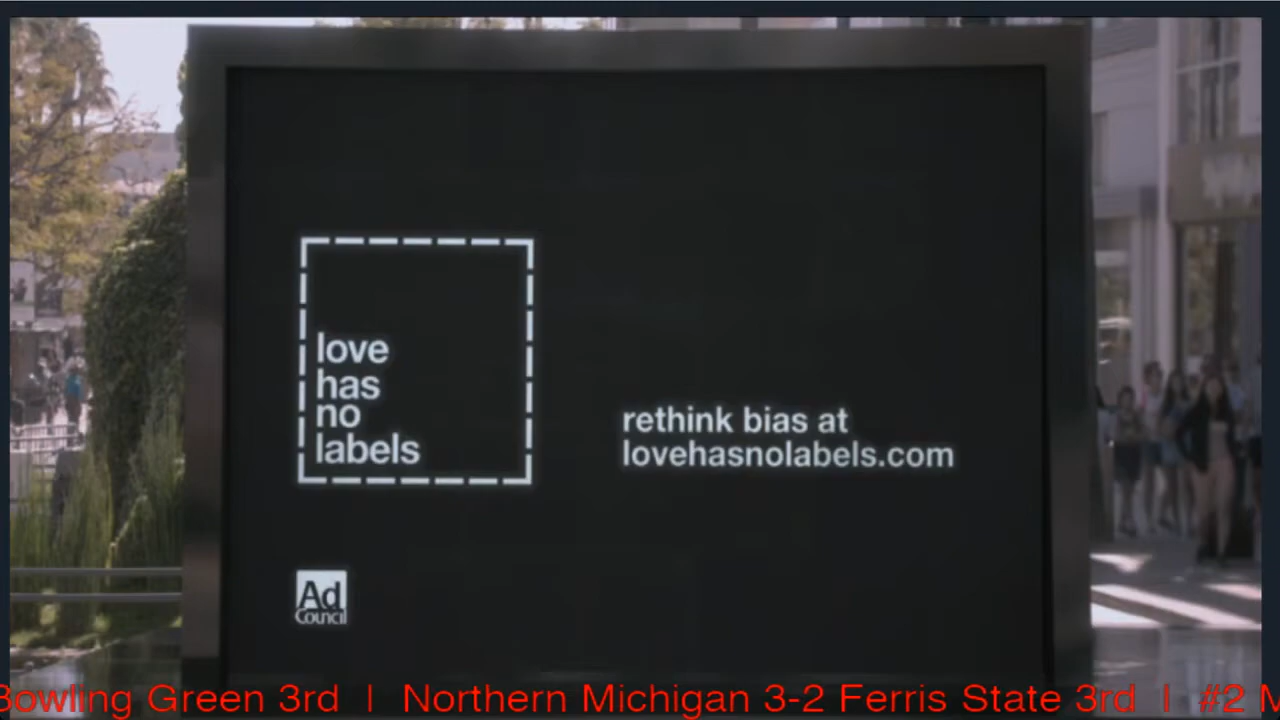 love
has
no
labels
rethink bias at
lovehasnolabels.com
Ad
Council
Bowling Green 3rd | Northern Michigan 3-2 Ferris State 3rd | #2 M